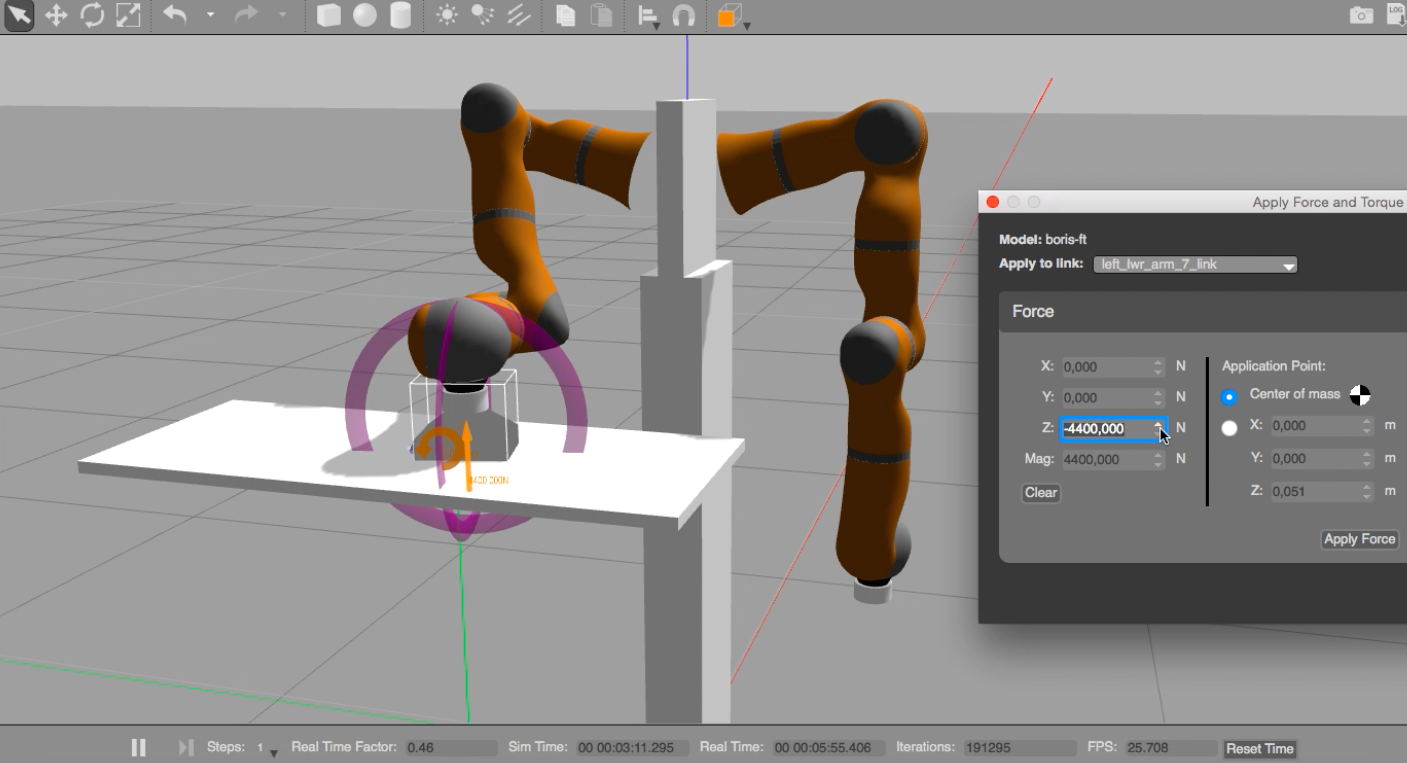 LOG
Apply Force and Torque
Model: boris-ft
Apply to link: left_lwr_arm_7_link
Force
X: 0,000 N
Y: 0,000 N
Z: -4400,000 N
Mag: 4400,000 N
Clear
Application Point:
Center of mass
X: 0,000 m
Y: 0,000 m
Z: 0,051 m
Apply Force
Steps: 1 Real Time Factor: 0.46 Sim Time: 00 00:03:11.295 Real Time: 00 00:05:55.406 Iterations: 191295 FPS: 25.708 Reset Time